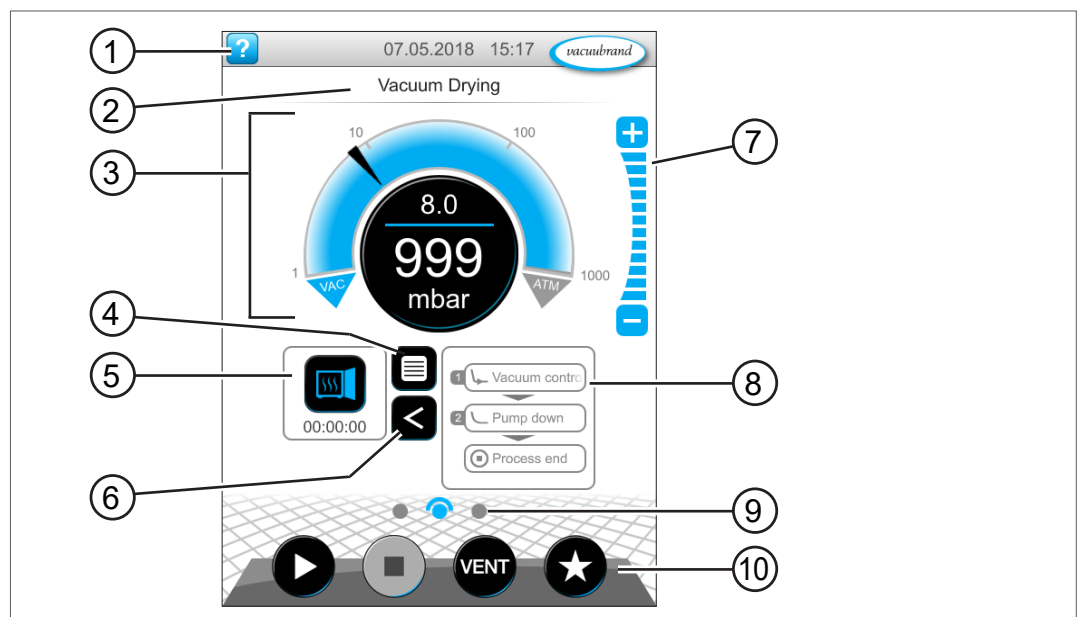 1
?
07.05.2018 15:17
vacuubrand
2
Vacuum Drying
3
10
100
+
7
8.0
999
mbar
1
1000
VAC
ATM
−
4
5
00:00:00
<
1 Vacuum contro
2 Pump down
Process end
8
6
9
VENT
10